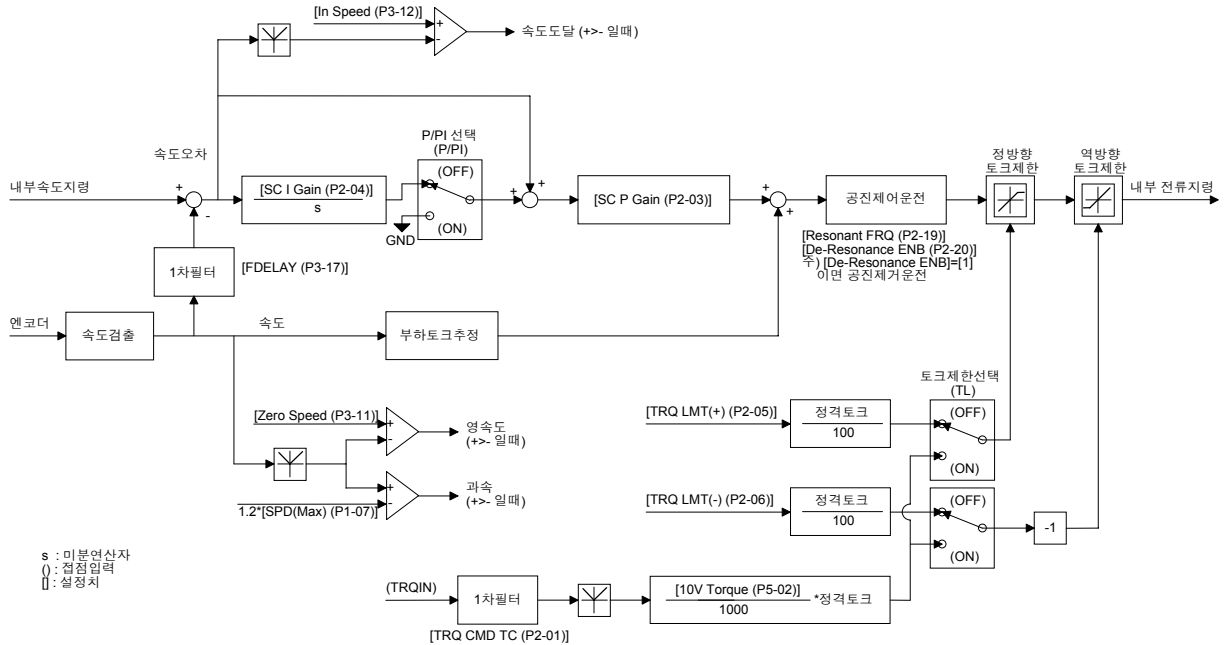 [In Speed (P3-12)]
+
-
속도도달 (+>- 일때)
속도오차
P/PI 선택
(P/PI)
정방향
토크제한
역방향
토크제한
내부속도지령
+
-
[SC I Gain (P2-04)]
s
(OFF)
(ON)
GND
+
+
[SC P Gain (P2-03)]
+
+
공진제어운전
내부 전류지령
[Resonant FRQ (P2-19)]
[De-Resonance ENB (P2-20)]
주) [De-Resonance ENB]=[1]
이면 공진제거운전
1차필터
[FDELAY (P3-17)]
엔코더
속도검출
속도
부하토크추정
토크제한선택
(TL)
[Zero Speed (P3-11)]
+
-
영속도
(+>- 일때)
[TRQ LMT(+) (P2-05)]
정격토크
100
(OFF)
(ON)
1.2*[SPD(Max) (P1-07)]
+
-
과속
(+>- 일때)
[TRQ LMT(-) (P2-06)]
정격토크
100
(OFF)
(ON)
-1
s : 미분연산자
() : 접점입력
[] : 설정치
(TRQIN)
1차필터
[TRQ CMD TC (P2-01)]
[10V Torque (P5-02)]
1000
*정격토크